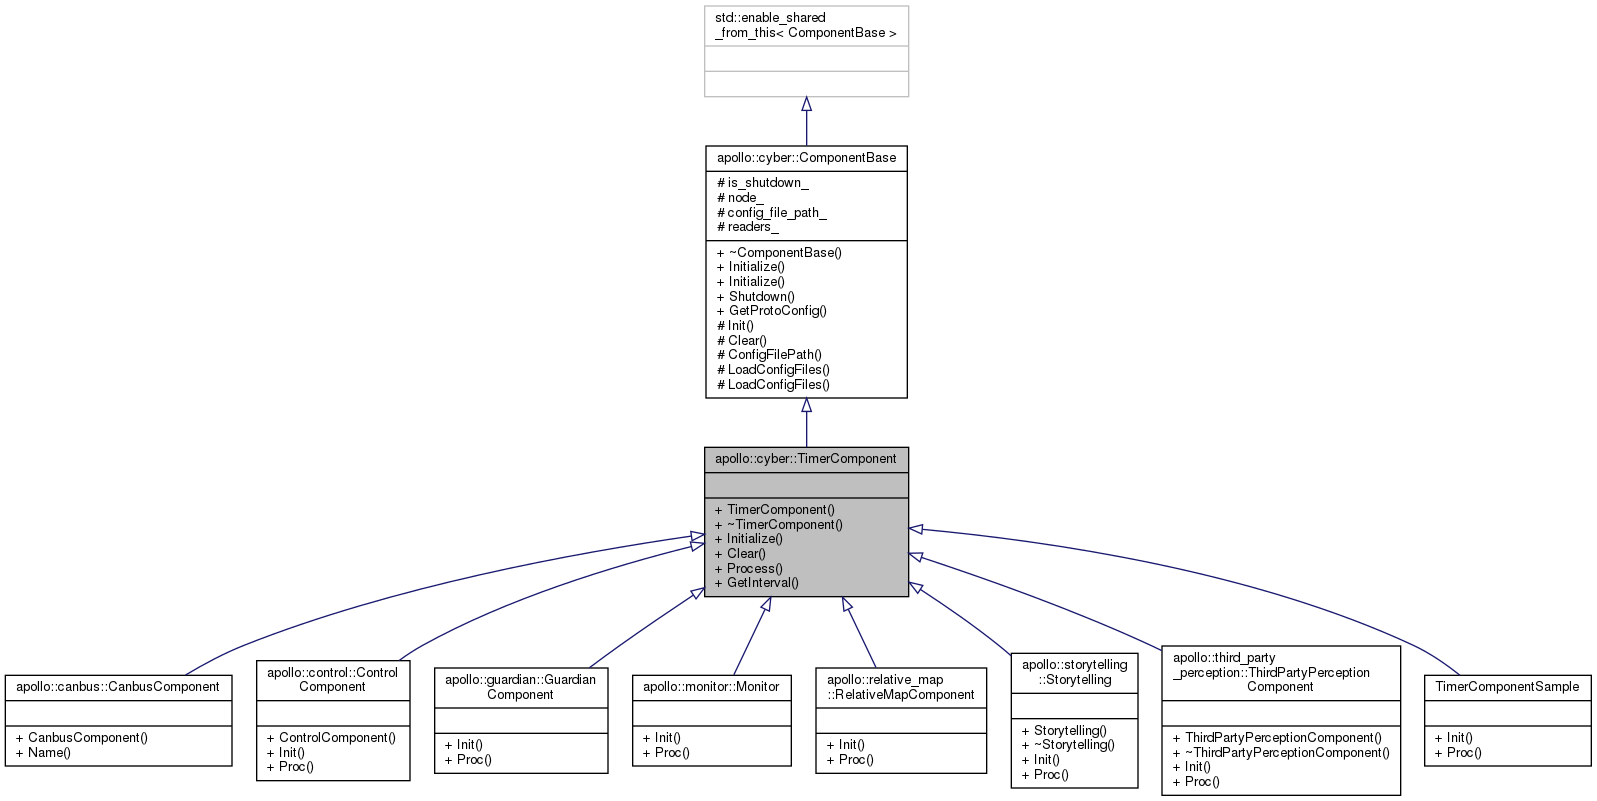 std::enable_shared
_from_this< ComponentBase >
apollo::cyber::ComponentBase
# is_shutdown_
# node_
# config_file_path_
# readers_
+ ~ComponentBase()
+ Initialize()
+ Initialize()
+ Shutdown()
+ GetProtoConfig()
# Init()
# Clear()
# ConfigFilePath()
# LoadConfigFiles()
# LoadConfigFiles()
apollo::cyber::TimerComponent
+ TimerComponent()
+ ~TimerComponent()
+ Initialize()
+ Clear()
+ Process()
+ GetInterval()
apollo::canbus::CanbusComponent
+ CanbusComponent()
+ Name()
apollo::control::Control
Component
+ ControlComponent()
+ Init()
+ Proc()
apollo::guardian::Guardian
Component
+ Init()
+ Proc()
apollo::monitor::Monitor
+ Init()
+ Proc()
apollo::relative_map
::RelativeMapComponent
+ Init()
+ Proc()
apollo::storytelling
::Storytelling
+ Storytelling()
+ ~Storytelling()
+ Init()
+ Proc()
apollo::third_party
_perception::ThirdPartyPerception
Component
+ ThirdPartyPerceptionComponent()
+ ~ThirdPartyPerceptionComponent()
+ Init()
+ Proc()
TimerComponentSample
+ Init()
+ Proc()